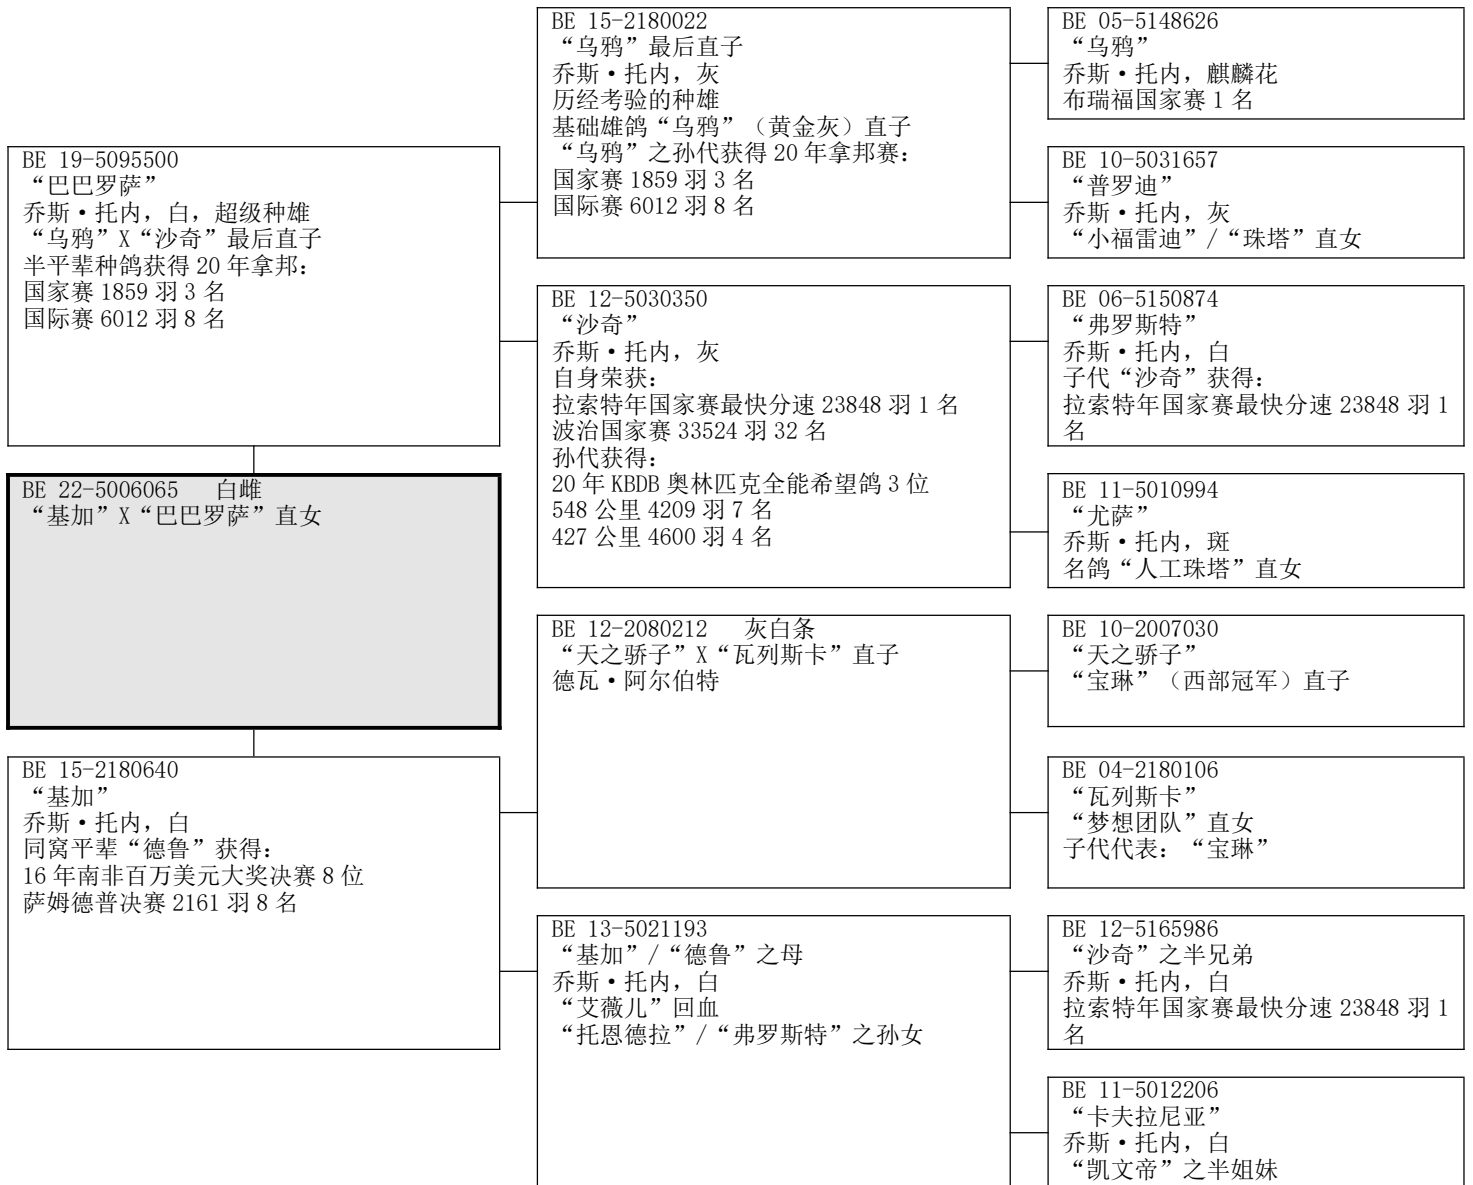 BE 19-5095500
“巴巴罗萨”
乔斯•托内，白，超级种雄
“乌鸦”X“沙奇”最后直子
半平辈种鸽获得 20 年拿邦：
国家赛 1859 羽 3 名
国际赛 6012 羽 8 名
BE 22-5006065 白雌
“基加”X“巴巴罗萨”直女
BE 15-2180640
“基加”
乔斯•托内，白
同窝平辈“德鲁”获得：
16 年南非百万美元大奖决赛 8 位
萨姆德普决赛 2161 羽 8 名
BE 15-2180022
“乌鸦”最后直子
乔斯•托内，灰
历经考验的种雄
基础雄鸽“乌鸦”（黄金灰）直子
“乌鸦”之孙代获得 20 年拿邦赛：
国家赛 1859 羽 3 名
国际赛 6012 羽 8 名
BE 12-5030350
“沙奇”
乔斯•托内，灰
自身荣获：
拉索特年国家赛最快分速 23848 羽 1 名
波治国家赛 33524 羽 32 名
孙代获得：
20 年 KBDB 奥林匹克全能希望鸽 3 位
548 公里 4209 羽 7 名
427 公里 4600 羽 4 名
BE 12-2080212 灰白条
“天之骄子”X“瓦列斯卡”直子
德瓦•阿尔伯特
BE 13-5021193
“基加”/“德鲁”之母
乔斯•托内，白
“艾薇儿”回血
“托恩德拉”/“弗罗斯特”之孙女
BE 05-5148626
“乌鸦”
乔斯•托内，麒麟花
布瑞福国家赛 1 名
BE 10-5031657
“普罗迪”
乔斯•托内，灰
“小福雷迪”/“珠塔”直女
BE 06-5150874
“弗罗斯特”
乔斯•托内，白
子代“沙奇”获得：
拉索特年国家赛最快分速 23848 羽 1
名
BE 11-5010994
“尤萨”
乔斯•托内，斑
名鸽“人工珠塔”直女
BE 10-2007030
“天之骄子”
“宝琳”（西部冠军）直子
BE 04-2180106
“瓦列斯卡”
“梦想团队”直女
子代代表：“宝琳”
BE 12-5165986
“沙奇”之半兄弟
乔斯•托内，白
拉索特年国家赛最快分速 23848 羽 1
名
BE 11-5012206
“卡夫拉尼亚”
乔斯•托内，白
“凯文帝”之半姐妹